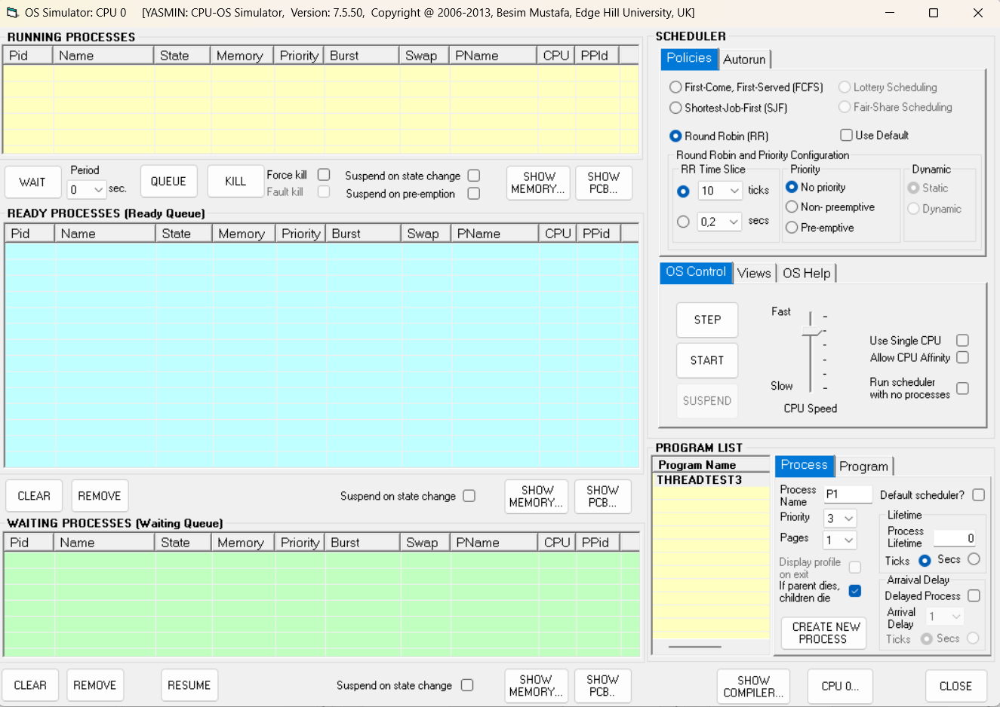 OS Simulator: CPU 0 [YASMIN: CPU-OS Simulator, Version: 7.5.50, Copyright @ 2006-2013, Besim Mustafa, Edge Hill University, UK]
RUNNING PROCESSES
Pid Name State Memory Priority Burst Swap PName CPU PPId
WAIT
Period
0 sec.
QUEUE
KILL
Force kill
Fault kill
Suspend on state change
Suspend on pre-emption
SHOW
MEMORY...
SHOW
PCB...
READY PROCESSES (Ready Queue)
Pid Name State Memory Priority Burst Swap PName CPU PPid
CLEAR
REMOVE
Suspend on state change
SHOW
MEMORY...
SHOW
PCB...
WAITING PROCESSES (Waiting Queue)
Pid Name State Memory Priority Burst Swap PName CPU PPid
CLEAR
REMOVE
RESUME
Suspend on state change
SHOW
MEMORY...
SHOW
PCB..
SCHEDULER
Policies Autorun
First-Come, First-Served (FCFS)
Lottery Scheduling
Shortest-Job-First (SJF)
Fair-Share Scheduling
Round Robin (RR)
Use Default
Round Robin and Priority Configuration
RR Time Slice
10 ticks
0,2 secs
Priority
No priority
Non- preemptive
Pre-emptive
Dynamic
Static
Dynamic
OS Control Views OS Help
STEP
START
SUSPEND
Fast
Slow
CPU Speed
Use Single CPU
Allow CPU Affinity
Run scheduler
with no processes
PROGRAM LIST
Program Name
THREADTEST3
Process Program
Process
Name
P1
Default scheduler?
Priority
3
Pages
1
Display profile
on exit
If parent dies,
children die
CREATE NEW
PROCESS
Lifetime
Process
Lifetime
0
Ticks Secs
Arraival Delay
Delayed Process
Arrival
Delay
1
Ticks Secs
SHOW
COMPILER...
CPU 0...
CLOSE